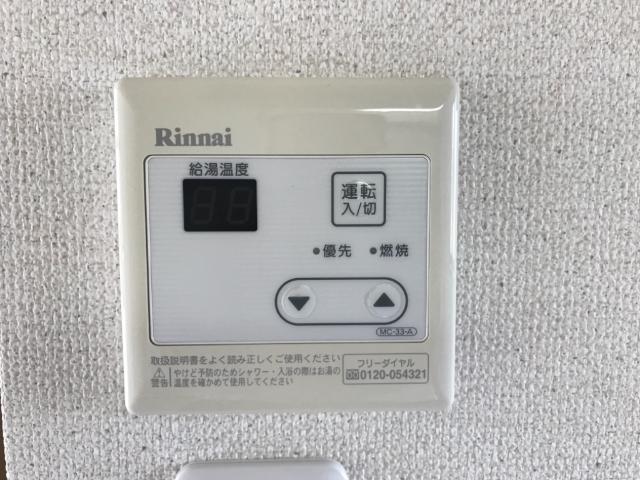 Rinnai
給湯温度
運転
入/切
●優先 ●燃焼
▼ ▲
MC-33-A
取扱説明書をよく読み正しくご使用ください
⚠警告 やけど予防のためシャワー・入浴の際はお湯の
温度を確かめて使用してください
フリーダイヤル
0120-054321